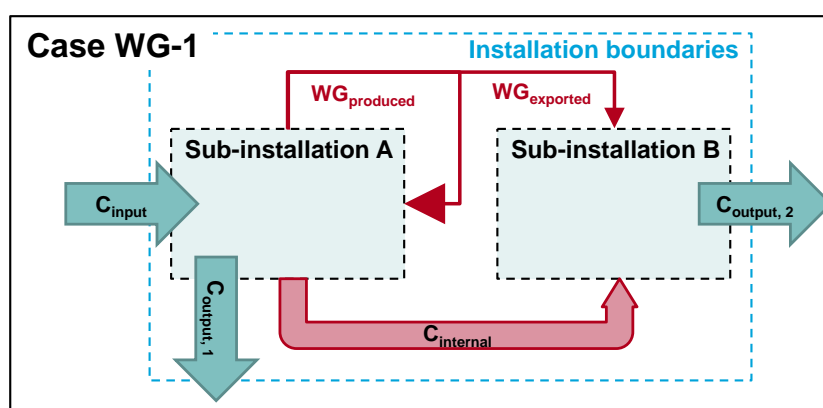 Case WG-1
Installation boundaries
WGproduced
WGexported
Sub-installation A
Sub-installation B
Cinput
Coutput, 2
Coutput, 1
Cinternal